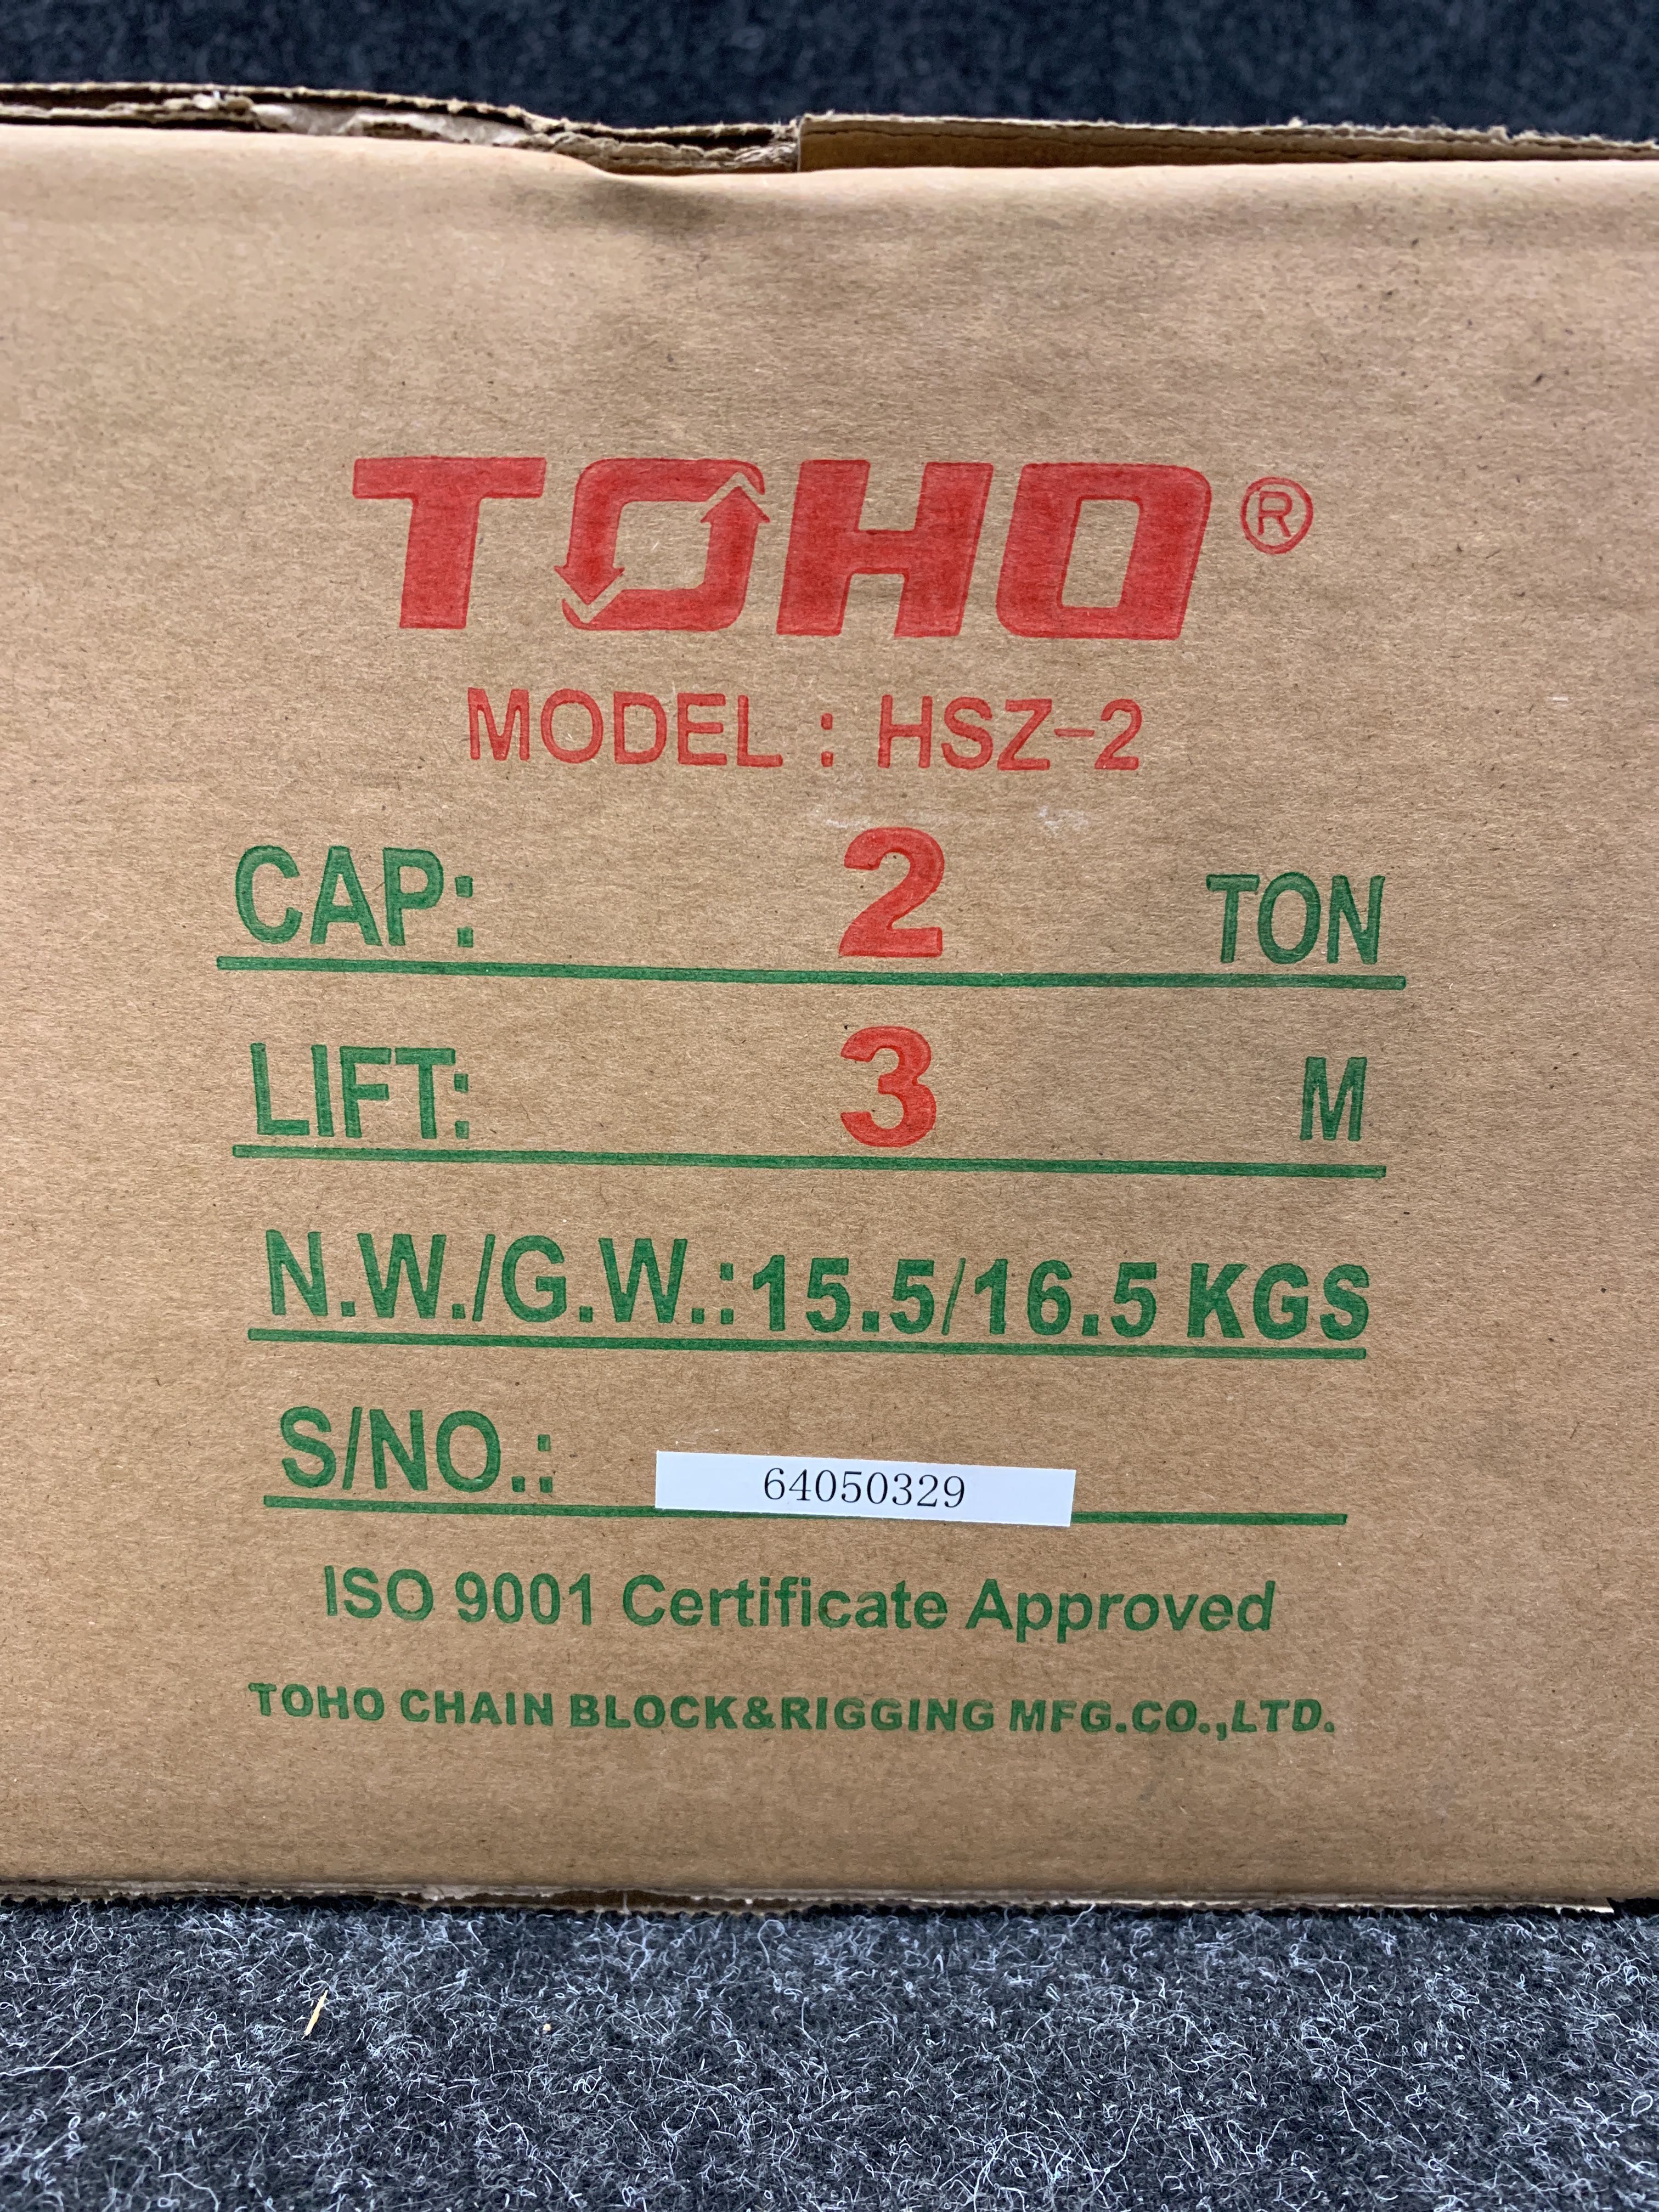 TOHO®
MODEL : HSZ-2
CAP: 2 TON
LIFT: 3 M
N.W./G.W.:15.5/16.5 KGS
S/NO.: 64050329
ISO 9001 Certificate Approved
TOHO CHAIN BLOCK&RIGGING MFG.CO.,LTD.